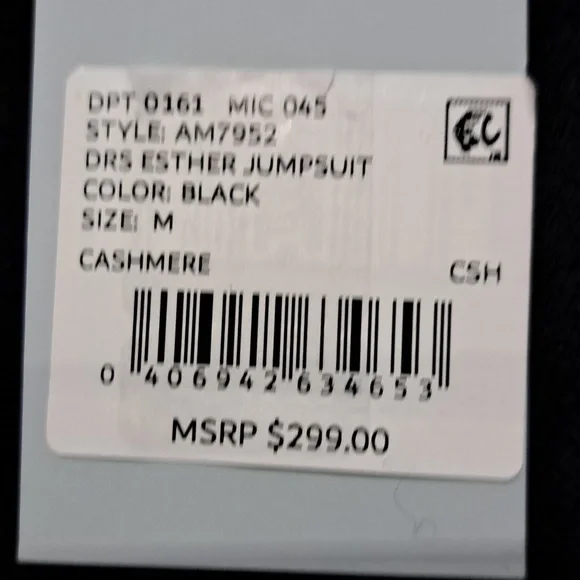 DPT 0161 MIC 045
STYLE: AM7952
DRS ESTHER JUMPSUIT
COLOR: BLACK
SIZE: M
CASHMERE CSH
0 406942 634653
MSRP $299.00